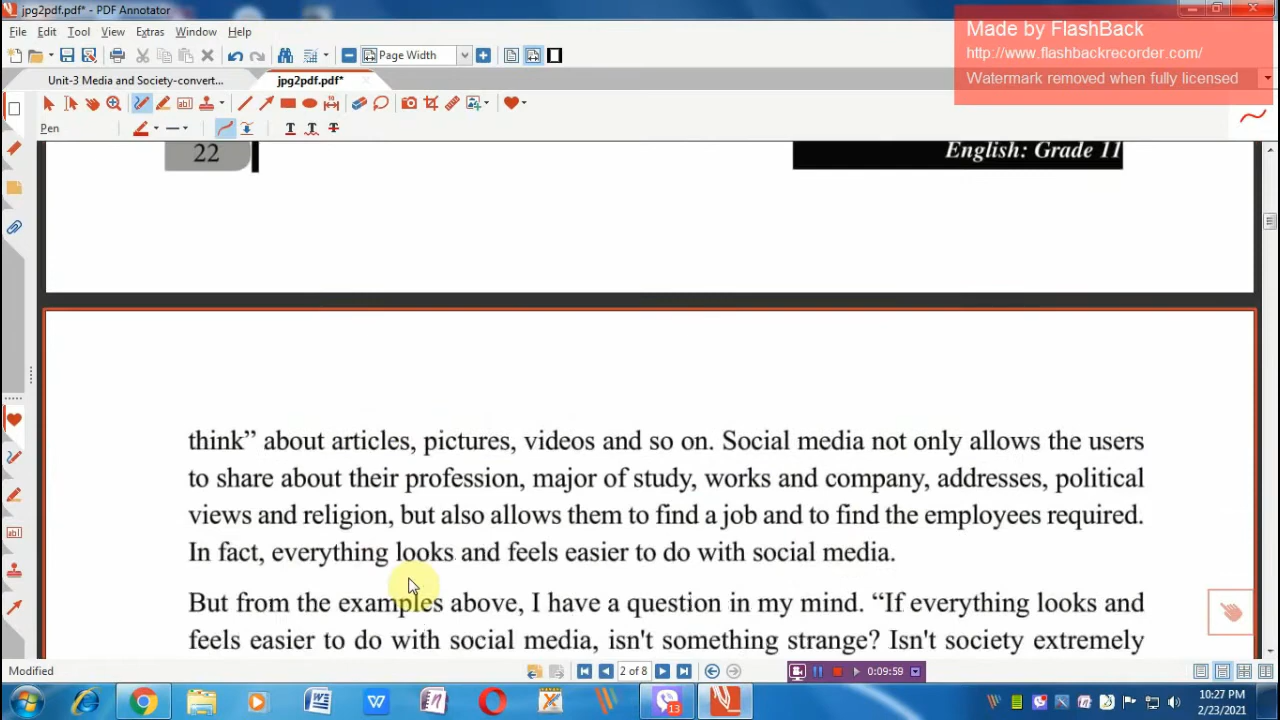 jpg2pdf.pdf* - PDF Annotator
Made by FlashBack
http://www.flashbackrecorder.com/
Watermark removed when fully licensed
File Edit Tool View Extras Window Help
Page Width
Unit-3 Media and Society-convert...
jpg2pdf.pdf*
Pen
22
English: Grade 11
think” about articles, pictures, videos and so on. Social media not only allows the users
to share about their profession, major of study, works and company, addresses, political
views and religion, but also allows them to find a job and to find the employees required.
In fact, everything looks and feels easier to do with social media.
But from the examples above, I have a question in my mind. “If everything looks and
feels easier to do with social media, isn't something strange? Isn't society extremely
Modified
2 of 8
0:09:59
13
10:27 PM
2/23/2021